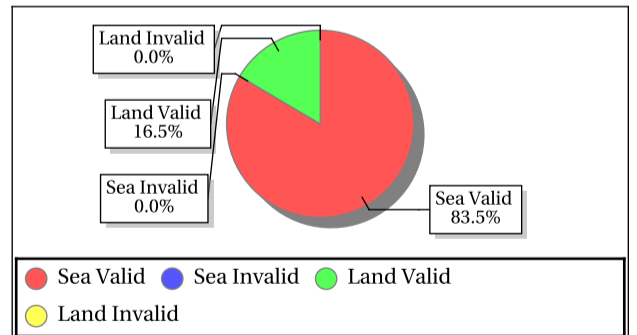 Land Invalid
0.0%
Land Valid
16.5%
Sea Invalid
0.0%
Sea Valid
83.5%
Sea Valid Sea Invalid Land Valid
Land Invalid